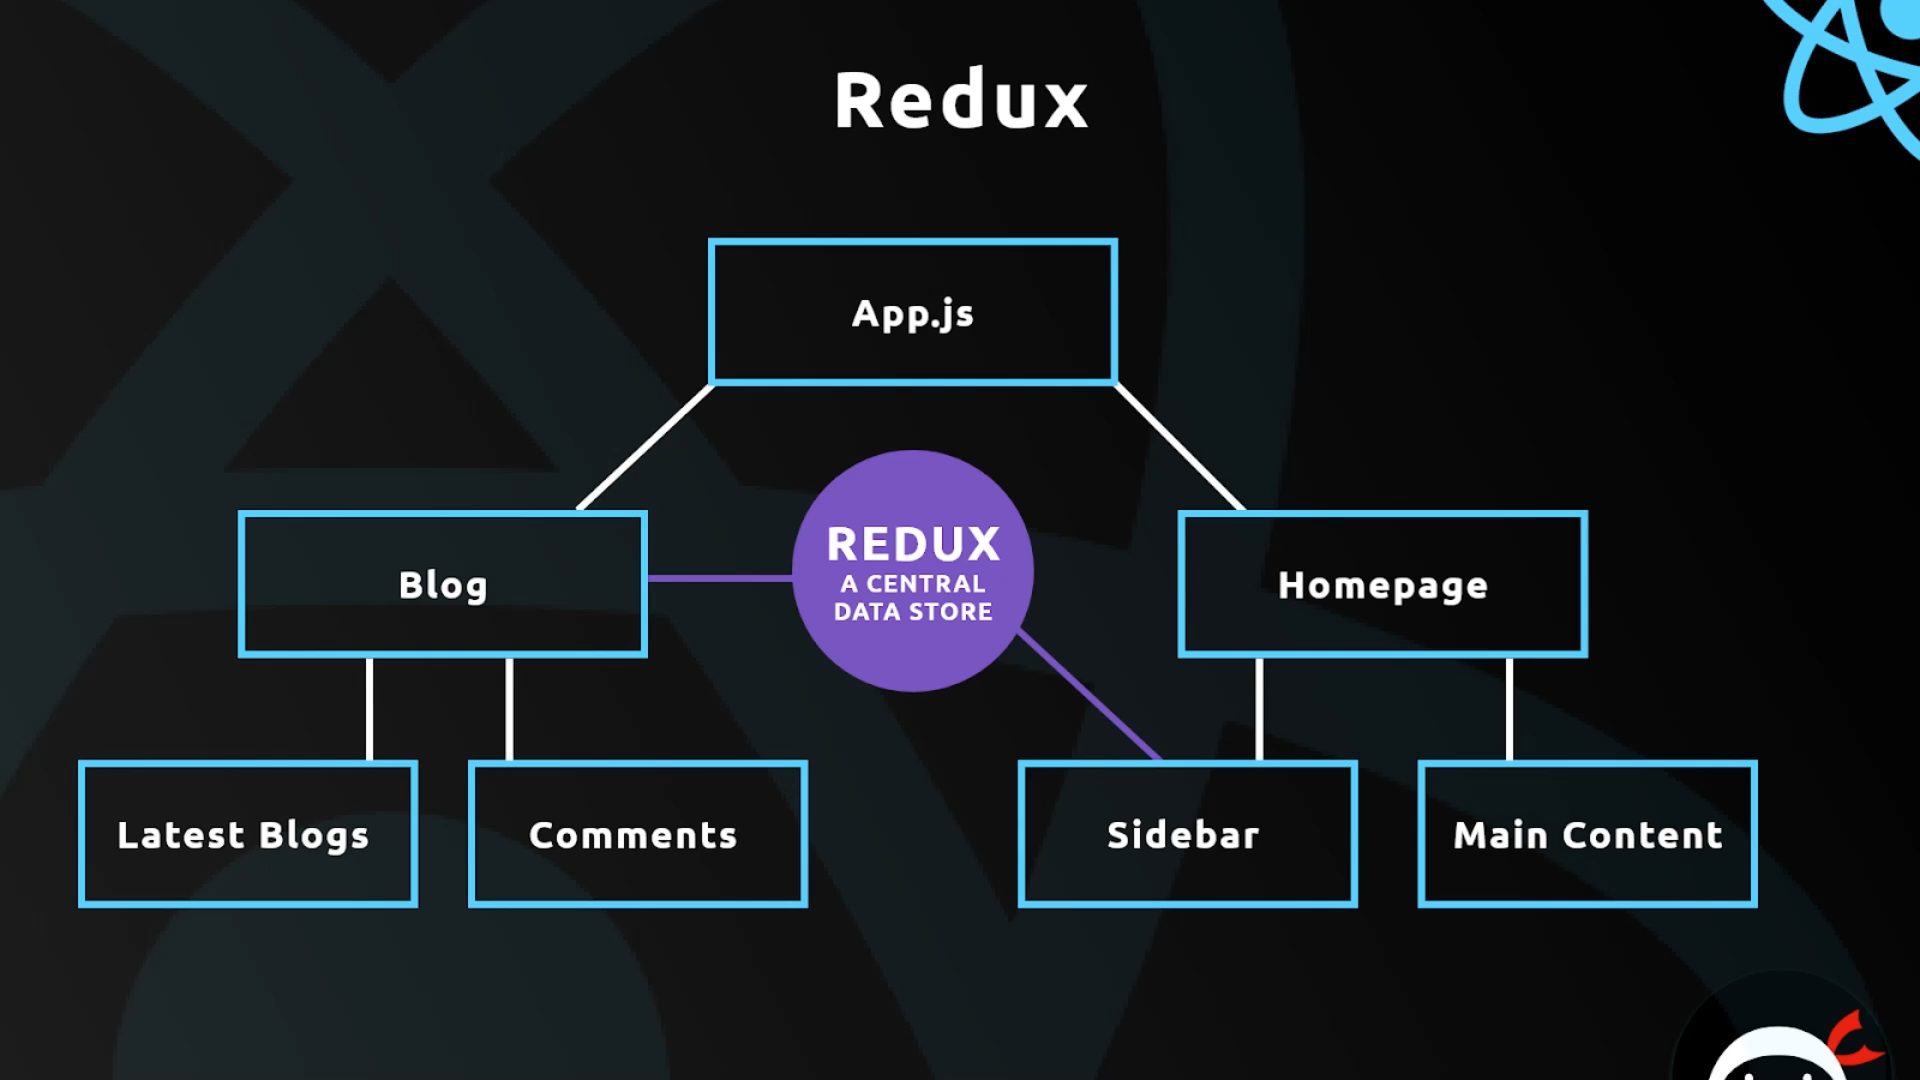 Redux
App.js
Blog
REDUX
A CENTRAL
DATA STORE
Homepage
Latest Blogs
Comments
Sidebar
Main Content